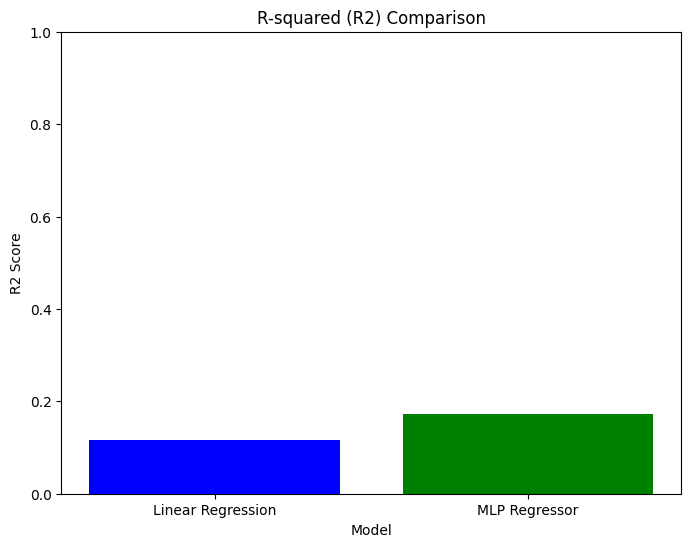 R-squared (R2) Comparison
1.0
0.8
0.6
0.4
0.2
0.0
R2 Score
Linear Regression
MLP Regressor
Model